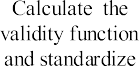 Calculate the
validity function
and standardize